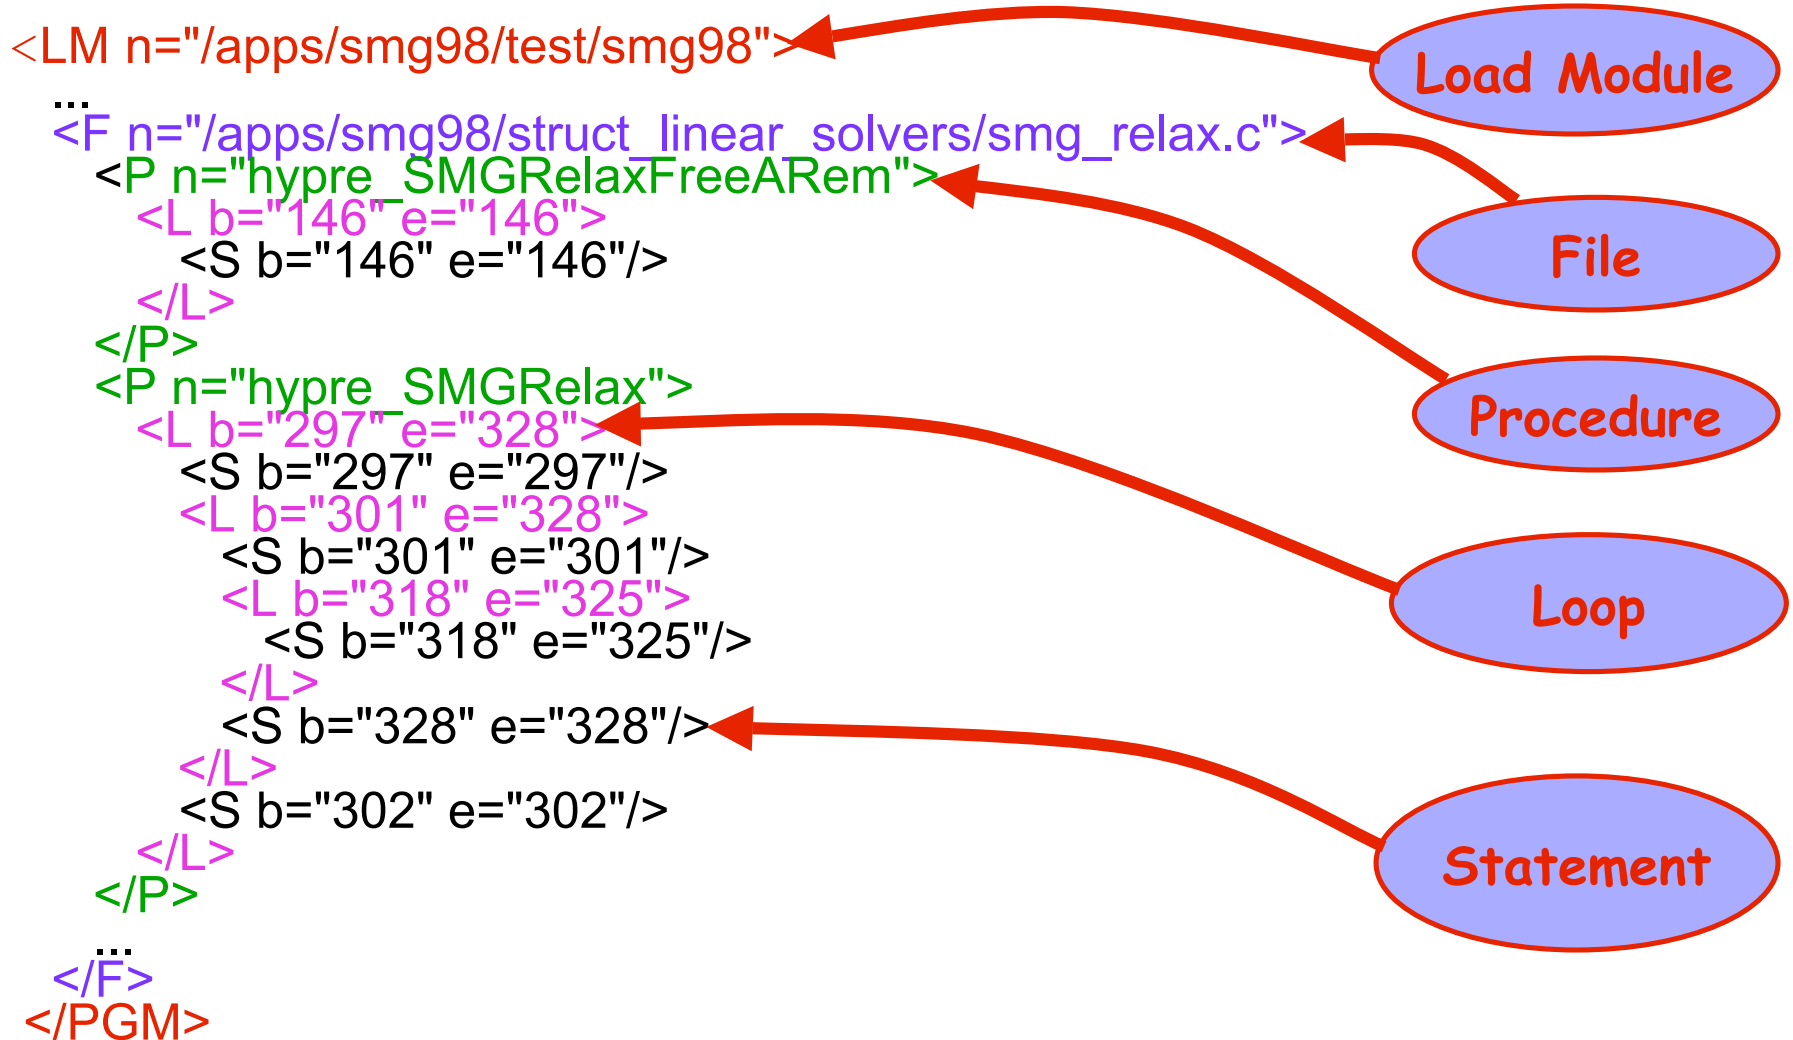 <LM n="/apps/smg98/test/smg98">
Load Module
...
<F n="/apps/smg98/struct_linear_solvers/smg_relax.c">
<P n="hypre_SMGRelaxFreeARem">
<L b="146" e="146">
<S b="146" e="146"/>
File
</L>
</P>
<P n="hypre_SMGRelax">
Procedure
<L b="297" e="328">
<S b="297" e="297"/>
<L b="301" e="328">
<S b="301" e="301"/>
<L b="318" e="325">
Loop
<S b="318" e="325"/>
</L>
<S b="328" e="328"/>
</L>
<S b="302" e="302"/>
</L>
Statement
</P>
...
</F>
</PGM>